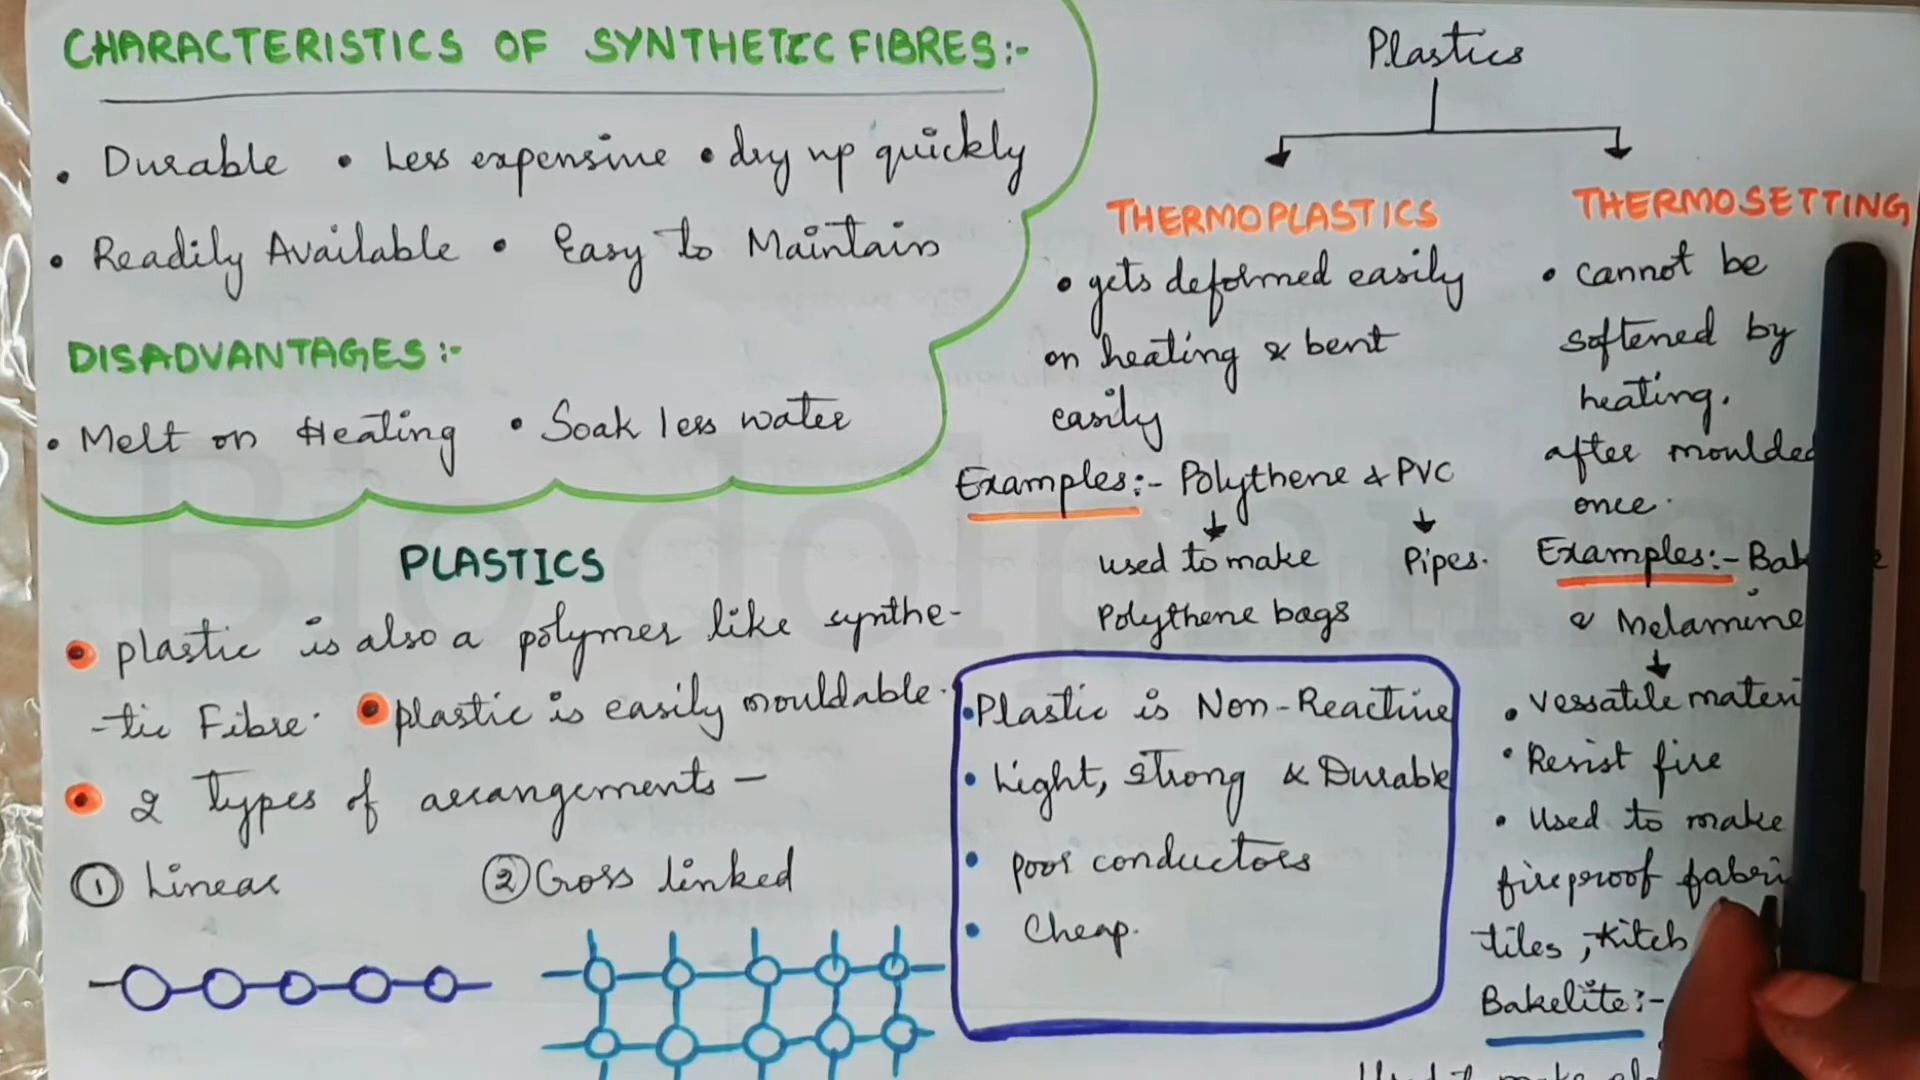 CHARACTERISTICS OF SYNTHETIC FIBRES:-
• Durable • Less expensive • dry up quickly
• Readily Available • Easy to Maintain
DISADVANTAGES:-
• Melt on Heating • Soak less water
PLASTICS
• plastic is also a polymer like synthe-
-tic Fibre. • plastic is easily mouldable.
• 2 types of arrangements -
① Linear ② Cross linked
Plastics
THERMOPLASTICS
• gets deformed easily
on heating & bent
easily
Examples:- Polythene & PVC
used to make Pipes.
Polythene bags
• Plastic is Non-Reactive
• Light, Strong & Durable
• poor conductors
• Cheap.
THERMOSETTING
• cannot be
softened by
heating.
after moulded
once.
Examples:-
& Melamine
• Versatile
• Resist fire
• Used to make
fireproof
tiles,
Bakelite:-
Biodolphins